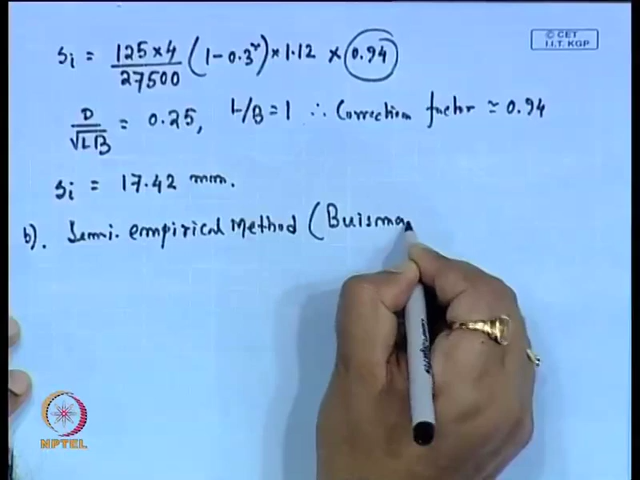 © CET
I.I.T. KGP
Si = 125×4/27500 (1-0.3²)×1.12 × 0.94
D/√LB = 0.25, L/B = 1 ∴ Correction factor ≃ 0.94
Si = 17.42 mm.
b). Semi-empirical Method (Buisma
NPTEL